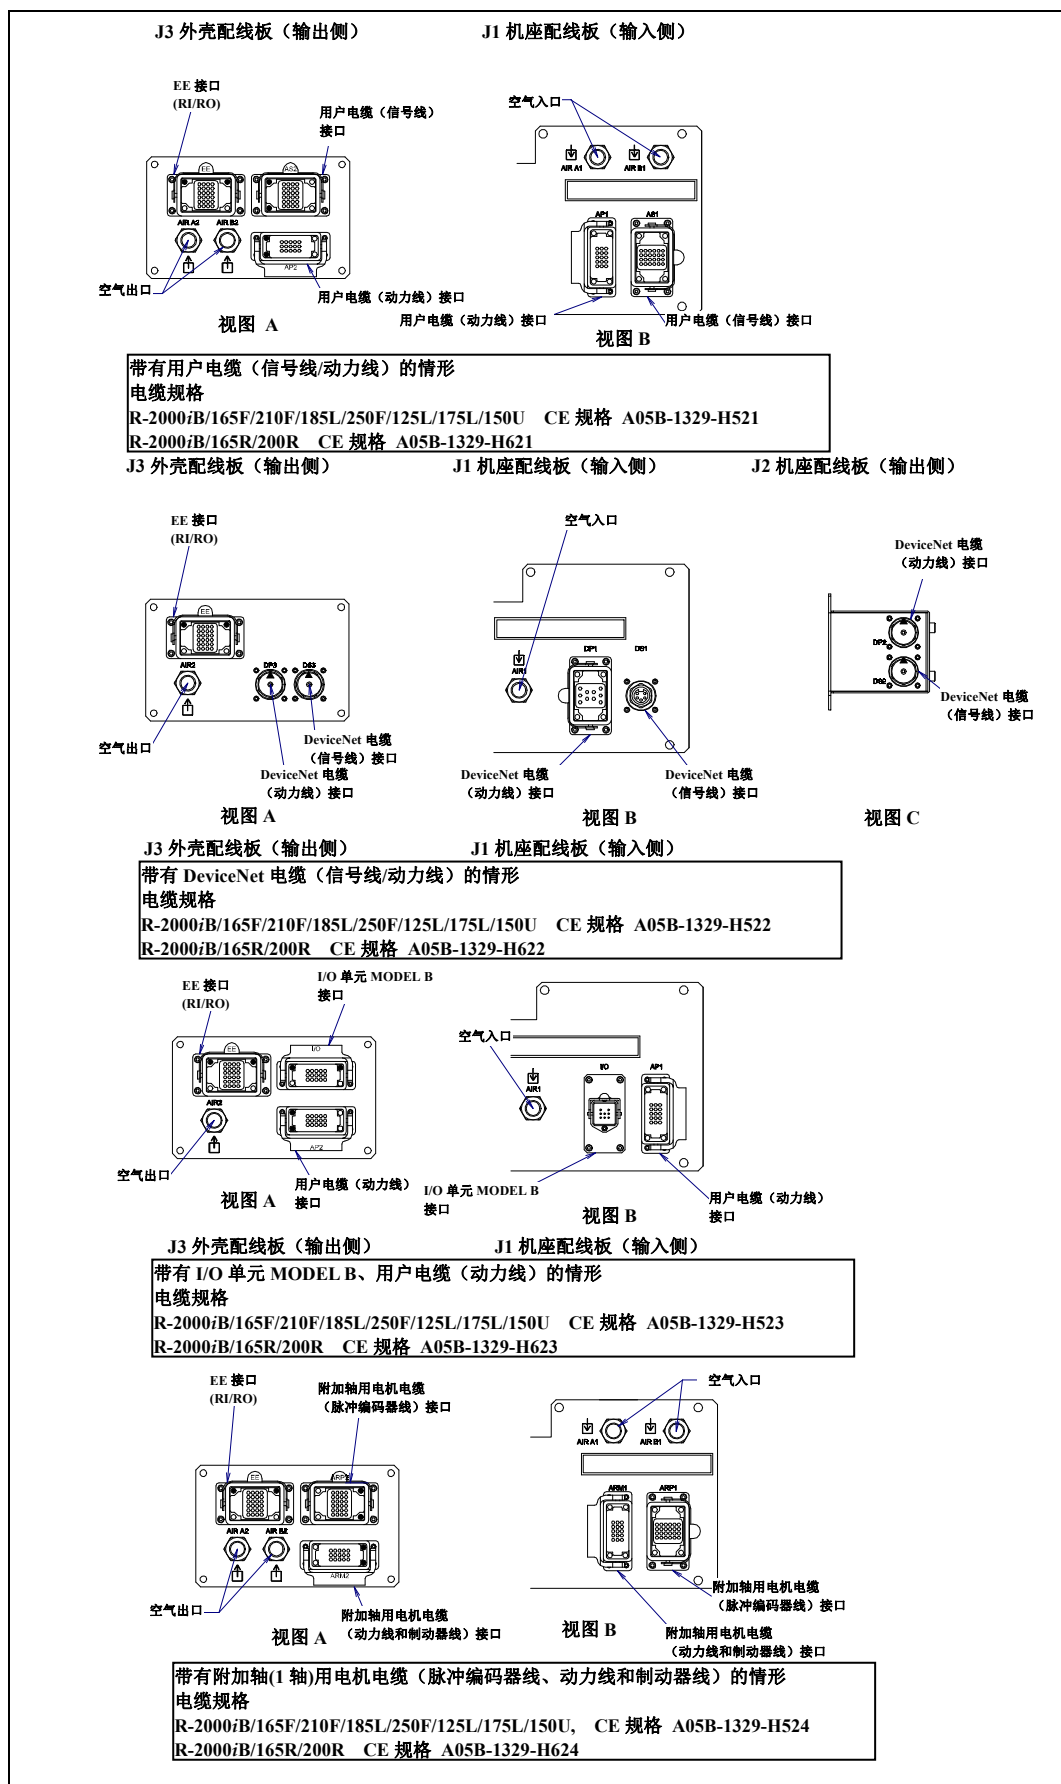 J3 外壳配线板（输出侧）
J1 机座配线板（输入侧）
EE 接口
(RI/RO)
用户电缆（信号线）
接口
空气入口
EE
AS2
AIR A2
AIR B2
AP2
空气出口
用户电缆（动力线）接口
视图 A
AIR A1
AIR B1
AP1
AS1
用户电缆（动力线）接口
用户电缆（信号线）接口
视图 B
带有用户电缆（信号线/动力线）的情形
电缆规格
R-2000iB/165F/210F/185L/250F/125L/175L/150U CE 规格 A05B-1329-H521
R-2000iB/165R/200R CE 规格 A05B-1329-H621
J3 外壳配线板（输出侧）
J1 机座配线板（输入侧）
J2 机座配线板（输出侧）
EE 接口
(RI/RO)
空气入口
DeviceNet 电缆
（动力线）接口
EE
AIR2
DP3
DS3
空气出口
DeviceNet 电缆
（信号线）接口
DeviceNet 电缆
（动力线）接口
视图 A
AIR1
DP1
DS1
DeviceNet 电缆
（动力线）接口
DeviceNet 电缆
（信号线）接口
视图 B
DP2
DS2
DeviceNet 电缆
（信号线）接口
视图 C
J3 外壳配线板（输出侧）
J1 机座配线板（输入侧）
带有 DeviceNet 电缆（信号线/动力线）的情形
电缆规格
R-2000iB/165F/210F/185L/250F/125L/175L/150U CE 规格 A05B-1329-H522
R-2000iB/165R/200R CE 规格 A05B-1329-H622
EE 接口
(RI/RO)
I/O 单元 MODEL B
接口
空气入口
EE
I/O
AIR2
AP2
空气出口
用户电缆（动力线）
接口
视图 A
AIR1
I/O
AP1
I/O 单元 MODEL B
接口
用户电缆（动力线）
接口
视图 B
J3 外壳配线板（输出侧）
J1 机座配线板（输入侧）
带有 I/O 单元 MODEL B、用户电缆（动力线）的情形
电缆规格
R-2000iB/165F/210F/185L/250F/125L/175L/150U CE 规格 A05B-1329-H523
R-2000iB/165R/200R CE 规格 A05B-1329-H623
EE 接口
(RI/RO)
附加轴用电机电缆
（脉冲编码器线）接口
空气入口
EE
ARP2
AIR A2
AIR B2
ARM2
空气出口
附加轴用电机电缆
（动力线和制动器线）接口
视图 A
AIR A1
AIR B1
ARM1
ARP1
附加轴用电机电缆
（脉冲编码器线）接口
附加轴用电机电缆
（动力线和制动器线）接口
视图 B
带有附加轴(1 轴)用电机电缆（脉冲编码器线、动力线和制动器线）的情形
电缆规格
R-2000iB/165F/210F/185L/250F/125L/175L/150U, CE 规格 A05B-1329-H524
R-2000iB/165R/200R CE 规格 A05B-1329-H624